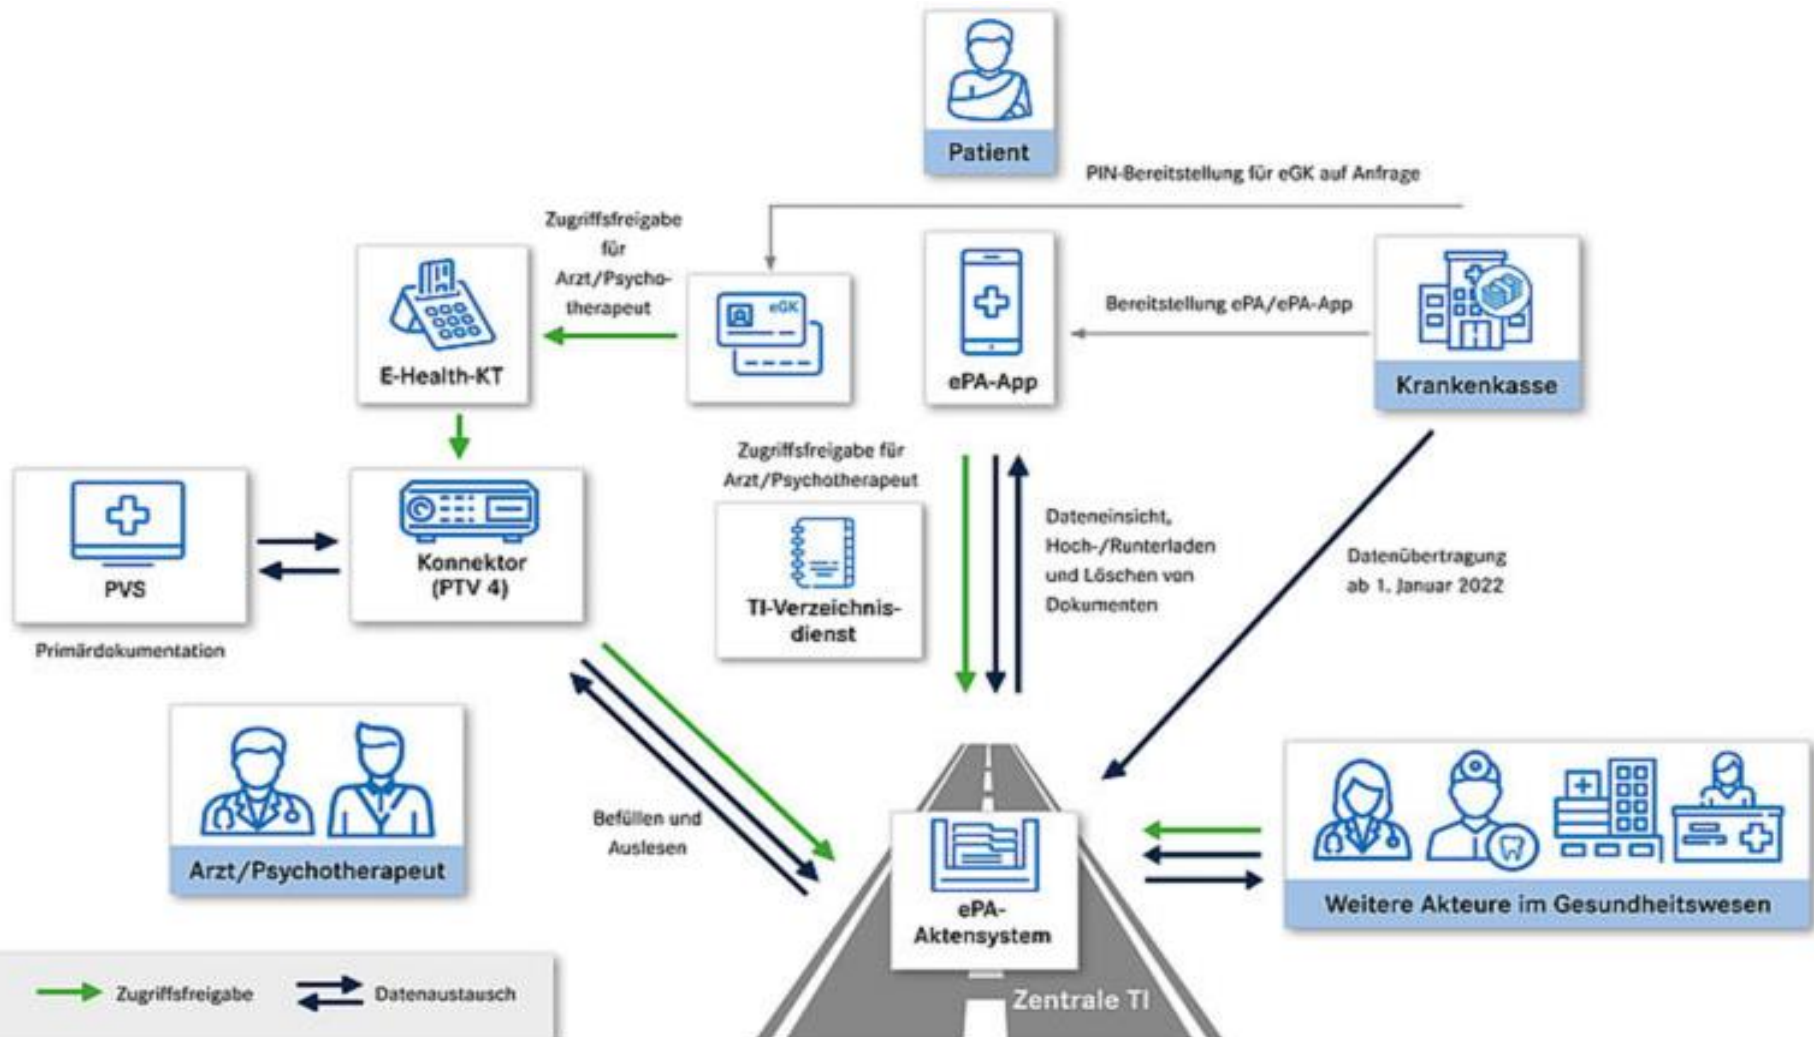 Patient
PIN-Bereitstellung für eGK auf Anfrage
Zugriffsfreigabe
für
Arzt/Psycho-
therapeut
eGK
E-Health-KT
ePA-App
Bereitstellung ePA/ePA-App
Krankenkasse
PVS
Primärdokumentation
Konnektor
(PTV 4)
Zugriffsfreigabe für
Arzt/Psychotherapeut
TI-Verzeichnis-
dienst
Dateneinsicht,
Hoch-/Runterladen
und Löschen von
Dokumenten
Datenübertragung
ab 1. Januar 2022
Arzt/Psychotherapeut
Befüllen und
Auslesen
ePA-
Aktensystem
Zentrale TI
Weitere Akteure im Gesundheitswesen
Zugriffsfreigabe
Datenaustausch